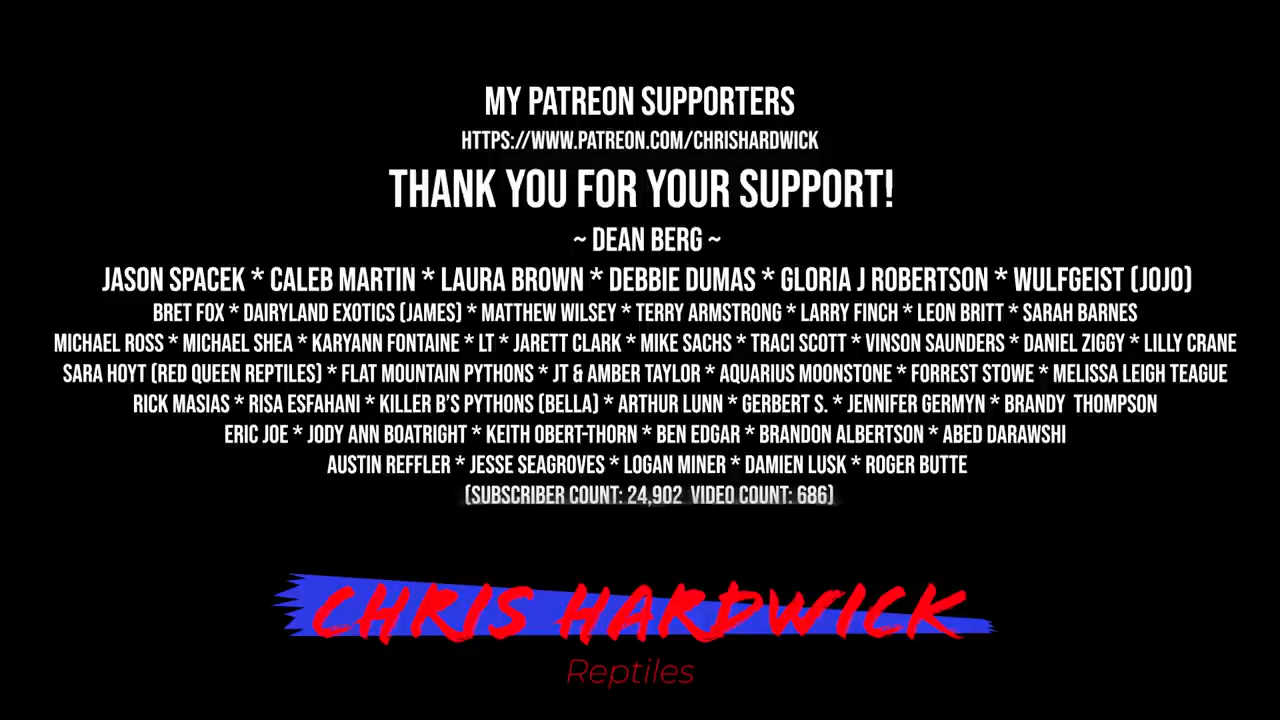 MY PATREON SUPPORTERS
HTTPS://WWW.PATREON.COM/CHRISHARDWICK
THANK YOU FOR YOUR SUPPORT!
~ DEAN BERG ~
JASON SPACEK * CALEB MARTIN * LAURA BROWN * DEBBIE DUMAS * GLORIA J ROBERTSON * WULFGEIST (JOJO)
BRET FOX * DAIRYLAND EXOTICS (JAMES) * MATTHEW WILSEY * TERRY ARMSTRONG * LARRY FINCH * LEON BRITT * SARAH BARNES
MICHAEL ROSS * MICHAEL SHEA * KARYANN FONTAINE * LT * JARETT CLARK * MIKE SACHS * TRACI SCOTT * VINSON SAUNDERS * DANIEL ZIGGY * LILLY CRANE
SARA HOYT (RED QUEEN REPTILES) * FLAT MOUNTAIN PYTHONS * JT & AMBER TAYLOR * AQUARIUS MOONSTONE * FORREST STOWE * MELISSA LEIGH TEAGUE
RICK MASIAS * RISA ESFAHANI * KILLER B'S PYTHONS (BELLA) * ARTHUR LUNN * GERBERT S. * JENNIFER GERMYN * BRANDY THOMPSON
ERIC JOE * JODY ANN BOATRIGHT * KEITH OBERT-THORN * BEN EDGAR * BRANDON ALBERTSON * ABED DARAWSHI
AUSTIN REFFLER * JESSE SEAGROVES * LOGAN MINER * DAMIEN LUSK * ROGER BUTTE
(SUBSCRIBER COUNT: 24,902 VIDEO COUNT: 686)
CHRIS HARDWICK
Reptiles